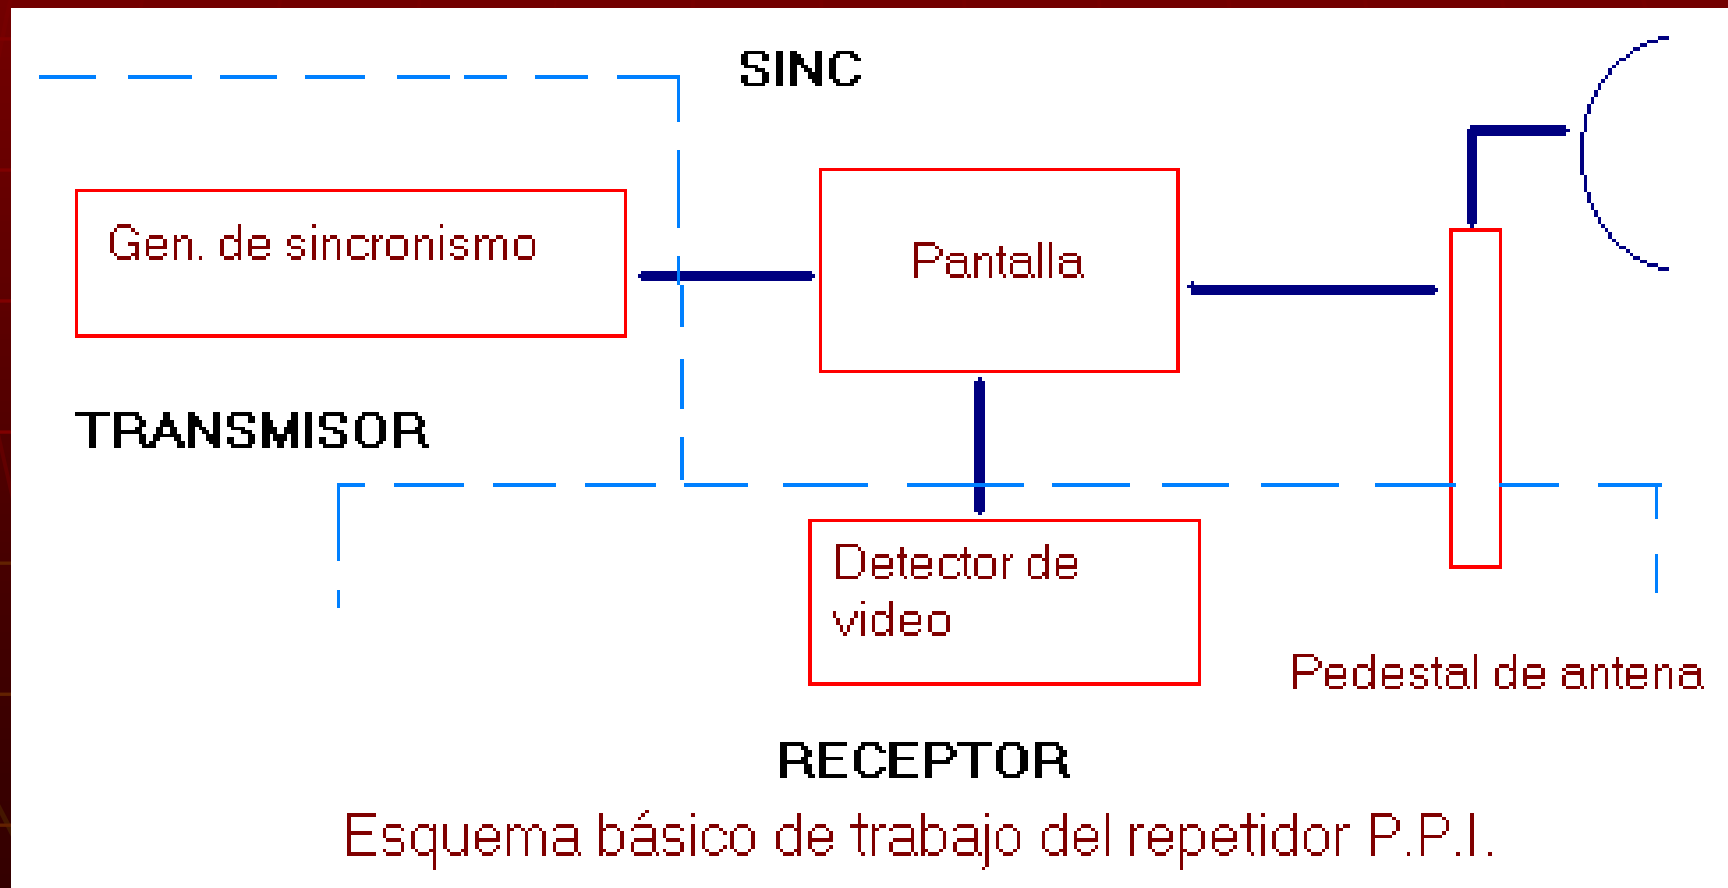 SINC
Gen. de sincronismo
Pantalla
TRANSMISOR
Detector de
video
Pedestal de antena
RECEPTOR
Esquema básico de trabajo del repetidor P.P.I.